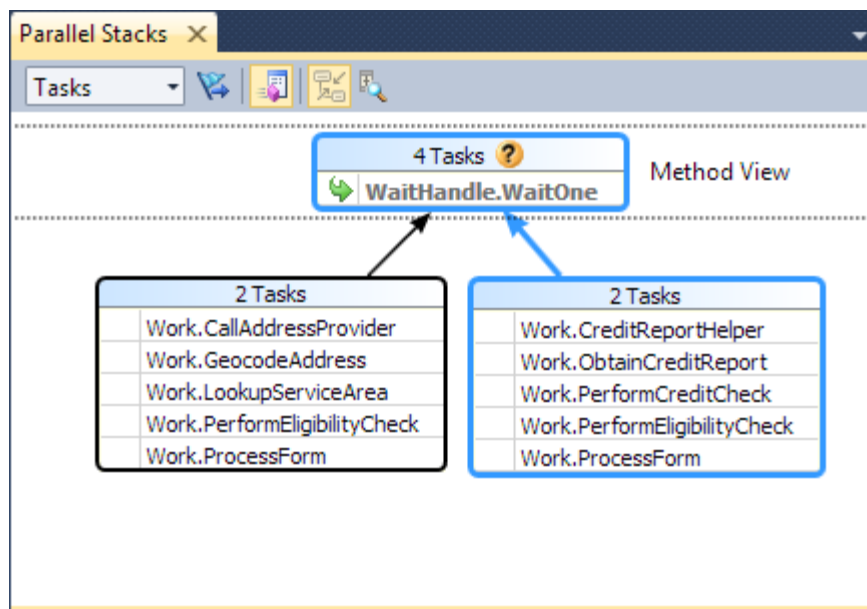 Parallel Stacks
Tasks
4 Tasks ?
WaitHandle.WaitOne
Method View
2 Tasks
Work.CallAddressProvider
Work.GeocodeAddress
Work.LookupServiceArea
Work.PerformEligibilityCheck
Work.ProcessForm
2 Tasks
Work.CreditReportHelper
Work.ObtainCreditReport
Work.PerformCreditCheck
Work.PerformEligibilityCheck
Work.ProcessForm